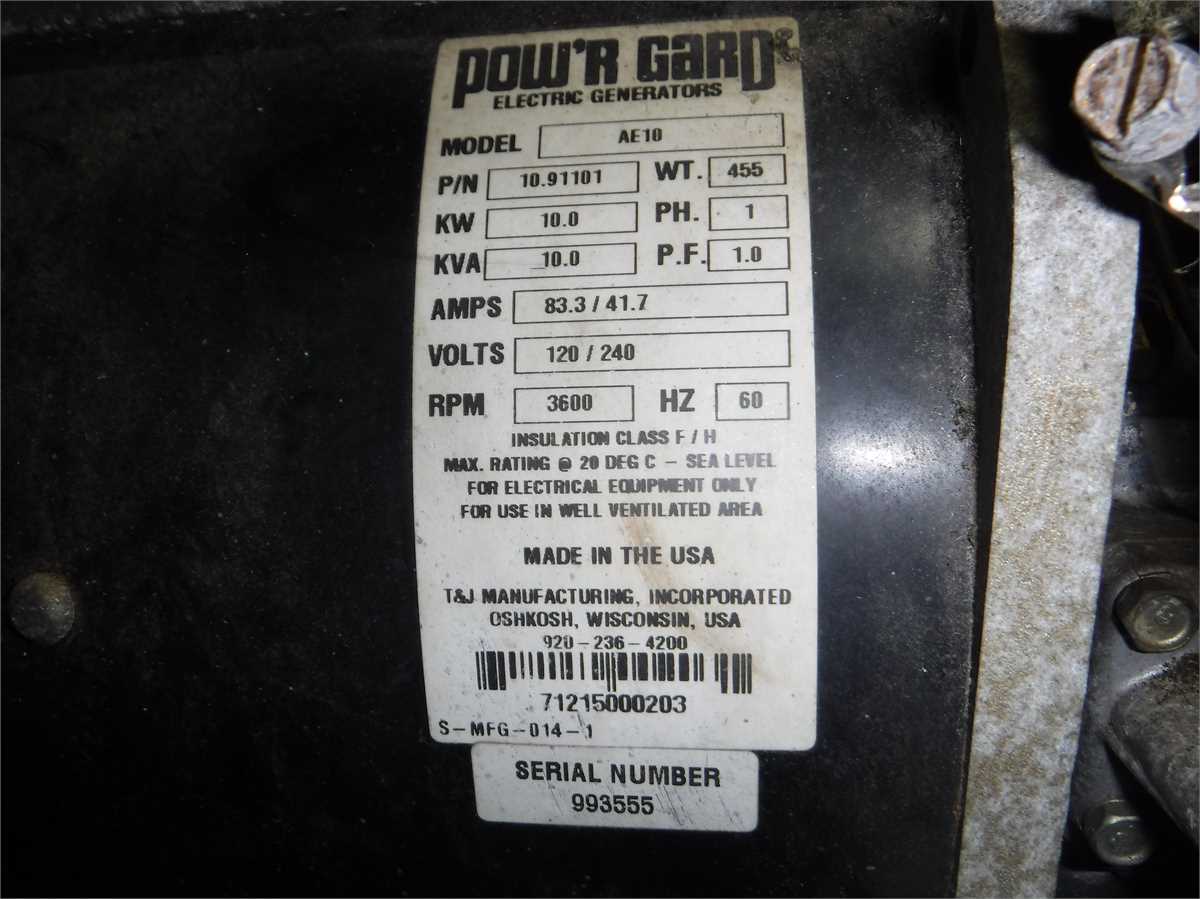 POW'R GARD®
ELECTRIC GENERATORS
MODEL AE10
P/N 10.91101 WT. 455
KW 10.0 PH. 1
KVA 10.0 P.F. 1.0
AMPS 83.3 / 41.7
VOLTS 120 / 240
RPM 3600 HZ 60
INSULATION CLASS F / H
MAX. RATING @ 20 DEG C - SEA LEVEL
FOR ELECTRICAL EQUIPMENT ONLY
FOR USE IN WELL VENTILATED AREA
MADE IN THE USA
T&J MANUFACTURING, INCORPORATED
OSHKOSH, WISCONSIN, USA
920-236-4200
71215000203
S-MFG-014-1
SERIAL NUMBER
993555